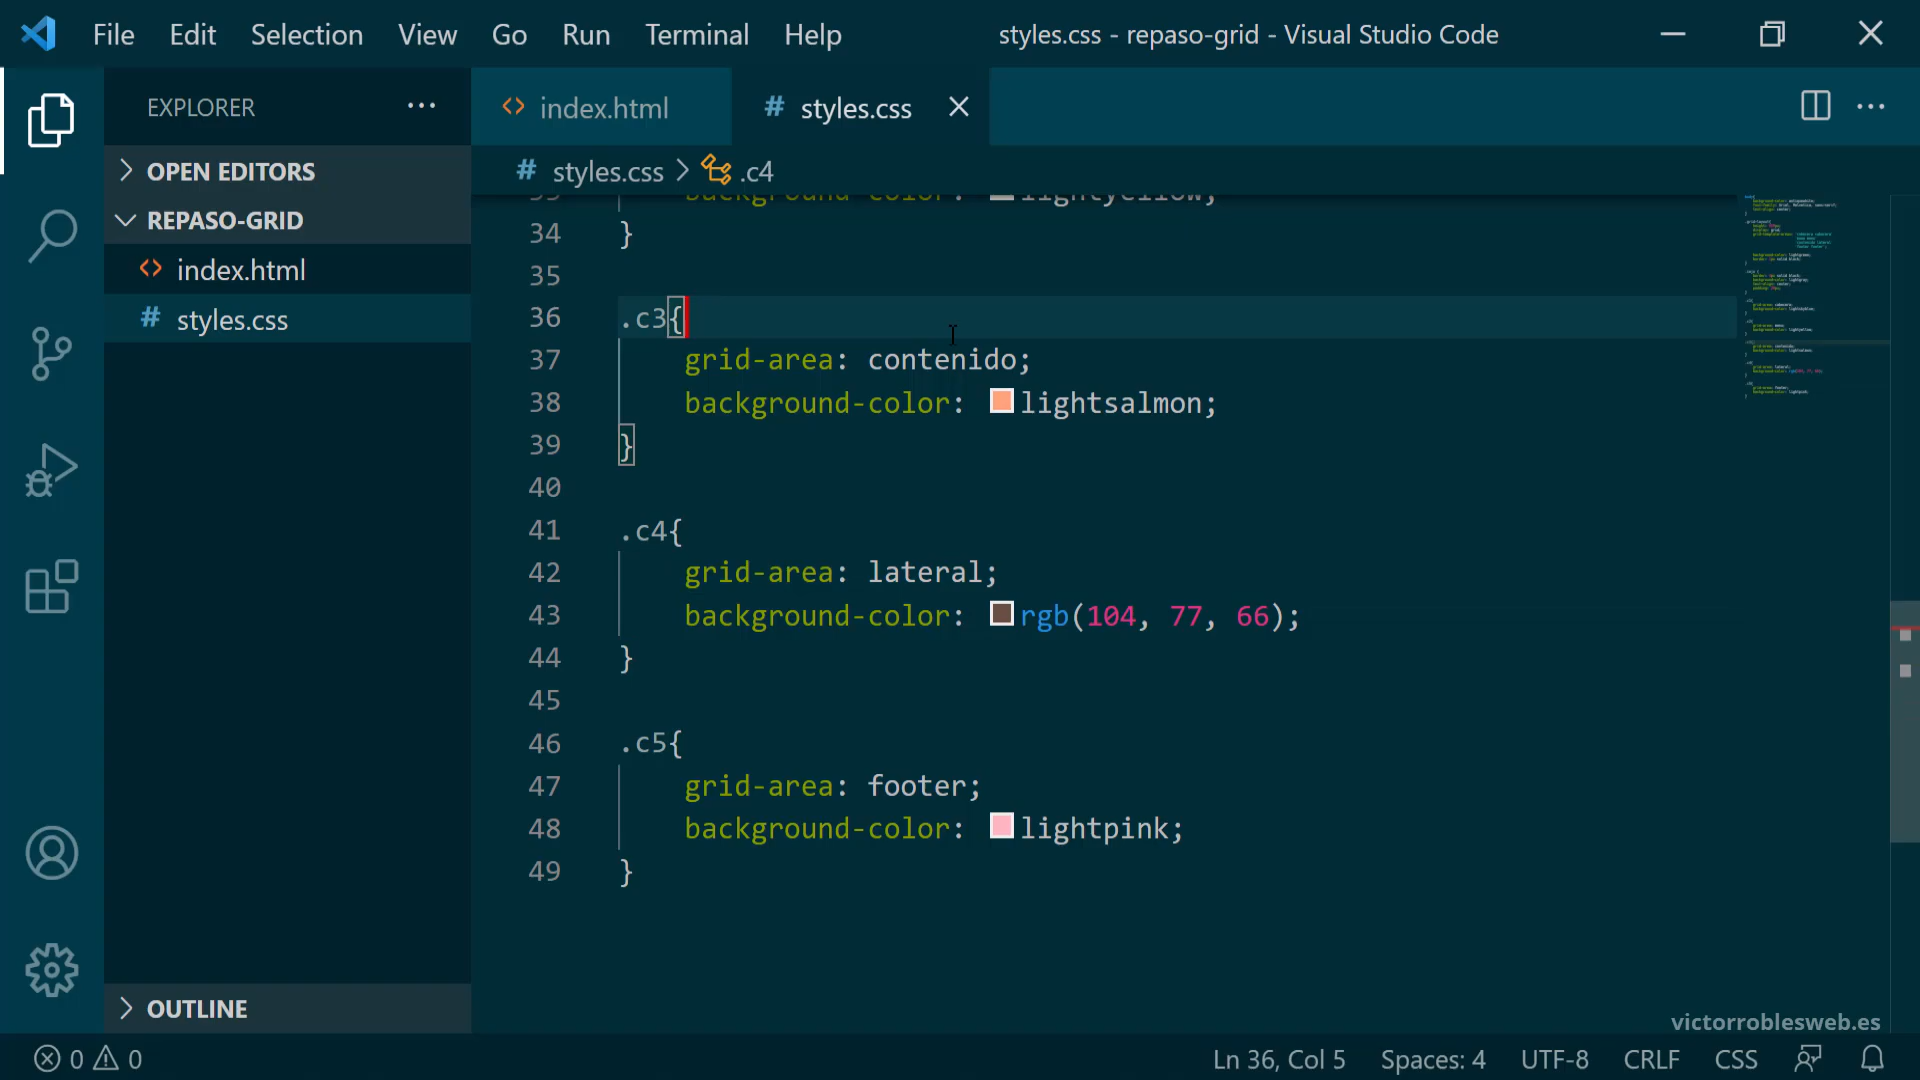 File Edit Selection View Go Run Terminal Help styles.css - repaso-grid - Visual Studio Code
EXPLORER ···
index.html
# styles.css
OPEN EDITORS
REPASO-GRID
index.html
# styles.css
OUTLINE
# styles.css > .c4
background-color: lightyellow;
34 }
35
36 .c3{
37 grid-area: contenido;
38 background-color: lightsalmon;
39 }
40
41 .c4{
42 grid-area: lateral;
43 background-color: rgb(104, 77, 66);
44 }
45
46 .c5{
47 grid-area: footer;
48 background-color: lightpink;
49 }
victorroblesweb.es
0 0 Ln 36, Col 5 Spaces: 4 UTF-8 CRLF CSS